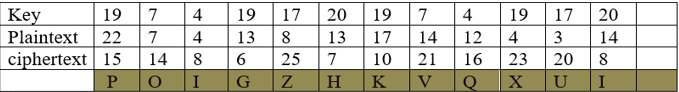 Key 19 7 4 19 17 20 19 7 4 19 17 20
Plaintext 22 7 4 13 8 13 17 14 12 4 3 14
ciphertext 15 14 8 6 25 7 10 21 16 23 20 8
P O I G Z H K V Q X U I